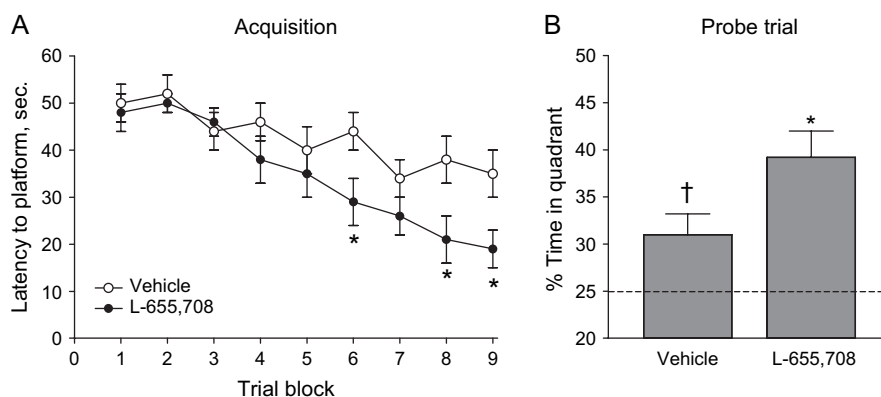 A
Acquisition
Latency to platform, sec.
60
50
40
30
20
10
0
Vehicle
L-655,708
*
*
*
0 1 2 3 4 5 6 7 8 9
Trial block
B
Probe trial
% Time in quadrant
45
40
35
30
25
20
†
*
Vehicle L-655,708